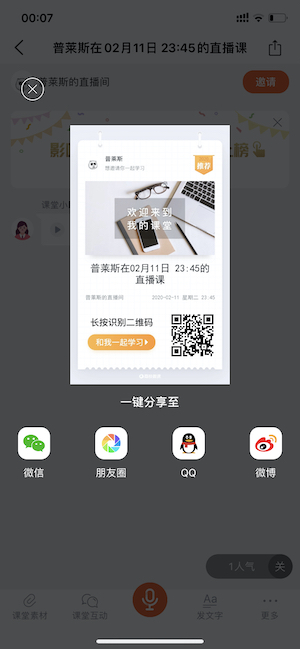 00:07
普莱斯在02月11日 23:45的直播课
普莱斯的直播间
邀请
课堂小
普莱斯
想邀请你一起学习
推荐
欢迎来到
我的课堂
普莱斯在02月11日 23:45的
直播课
普莱斯的直播间
2020-02-11 星期二 23:45
长按识别二维码
和我一起学习
一键分享至
微信
朋友圈
QQ
微博
1人气
关
课堂素材
课堂互动
Aa
发文字
更多